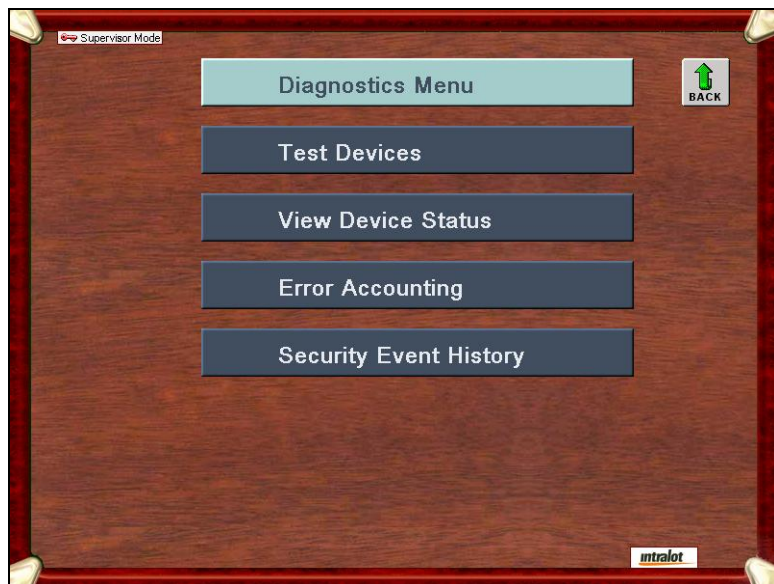 Supervisor Mode
Diagnostics Menu
BACK
Test Devices
View Device Status
Error Accounting
Security Event History
intralot